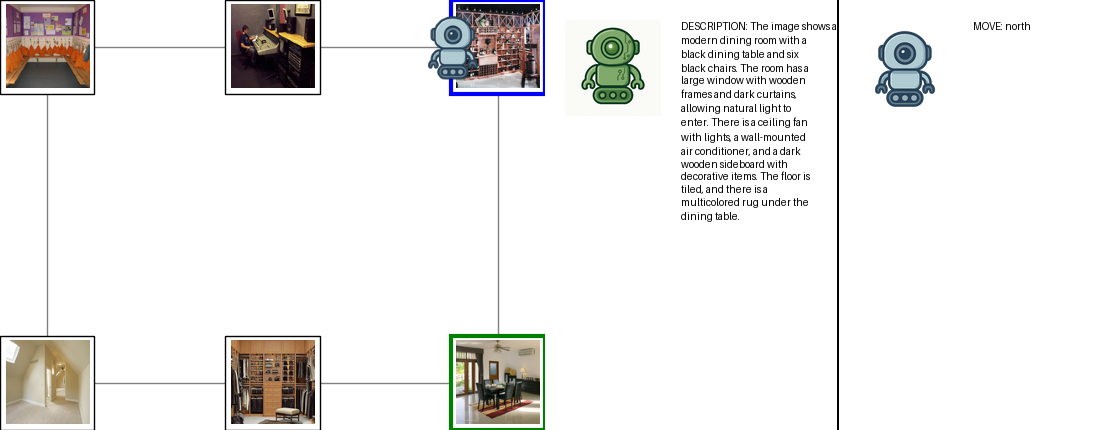 DESCRIPTION: The image shows a
modern dining room with a
black dining table and six
black chairs. The room has a
large window with wooden
frames and dark curtains,
allowing natural light to
enter. There is a ceiling fan
with lights, a wall-mounted
air conditioner, and a dark
wooden sideboard with
decorative items. The floor is
tiled, and there is a
multicolored rug under the
dining table.
MOVE: north